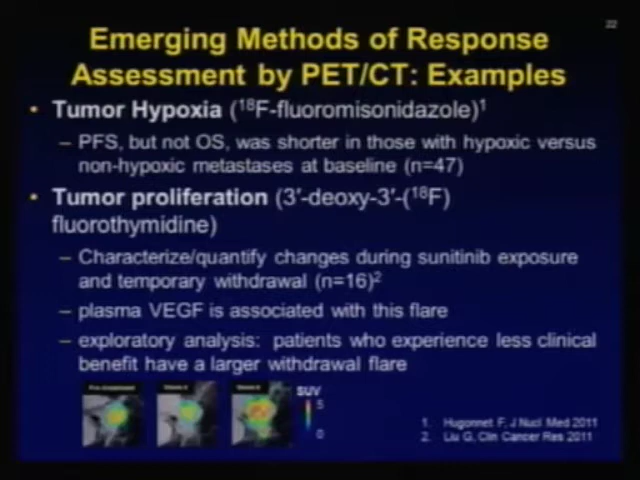 22
Emerging Methods of Response
Assessment by PET/CT: Examples
• Tumor Hypoxia (18F-fluoromisonidazole)1
– PFS, but not OS, was shorter in those with hypoxic versus
non-hypoxic metastases at baseline (n=47)
• Tumor proliferation (3′-deoxy-3′-(18F)
fluorothymidine)
– Characterize/quantify changes during sunitinib exposure
and temporary withdrawal (n=16)2
– plasma VEGF is associated with this flare
– exploratory analysis: patients who experience less clinical
benefit have a larger withdrawal flare
SUV
5
0
1. Hugonnet F, J Nucl Med 2011
2. Liu G, Clin Cancer Res 2011